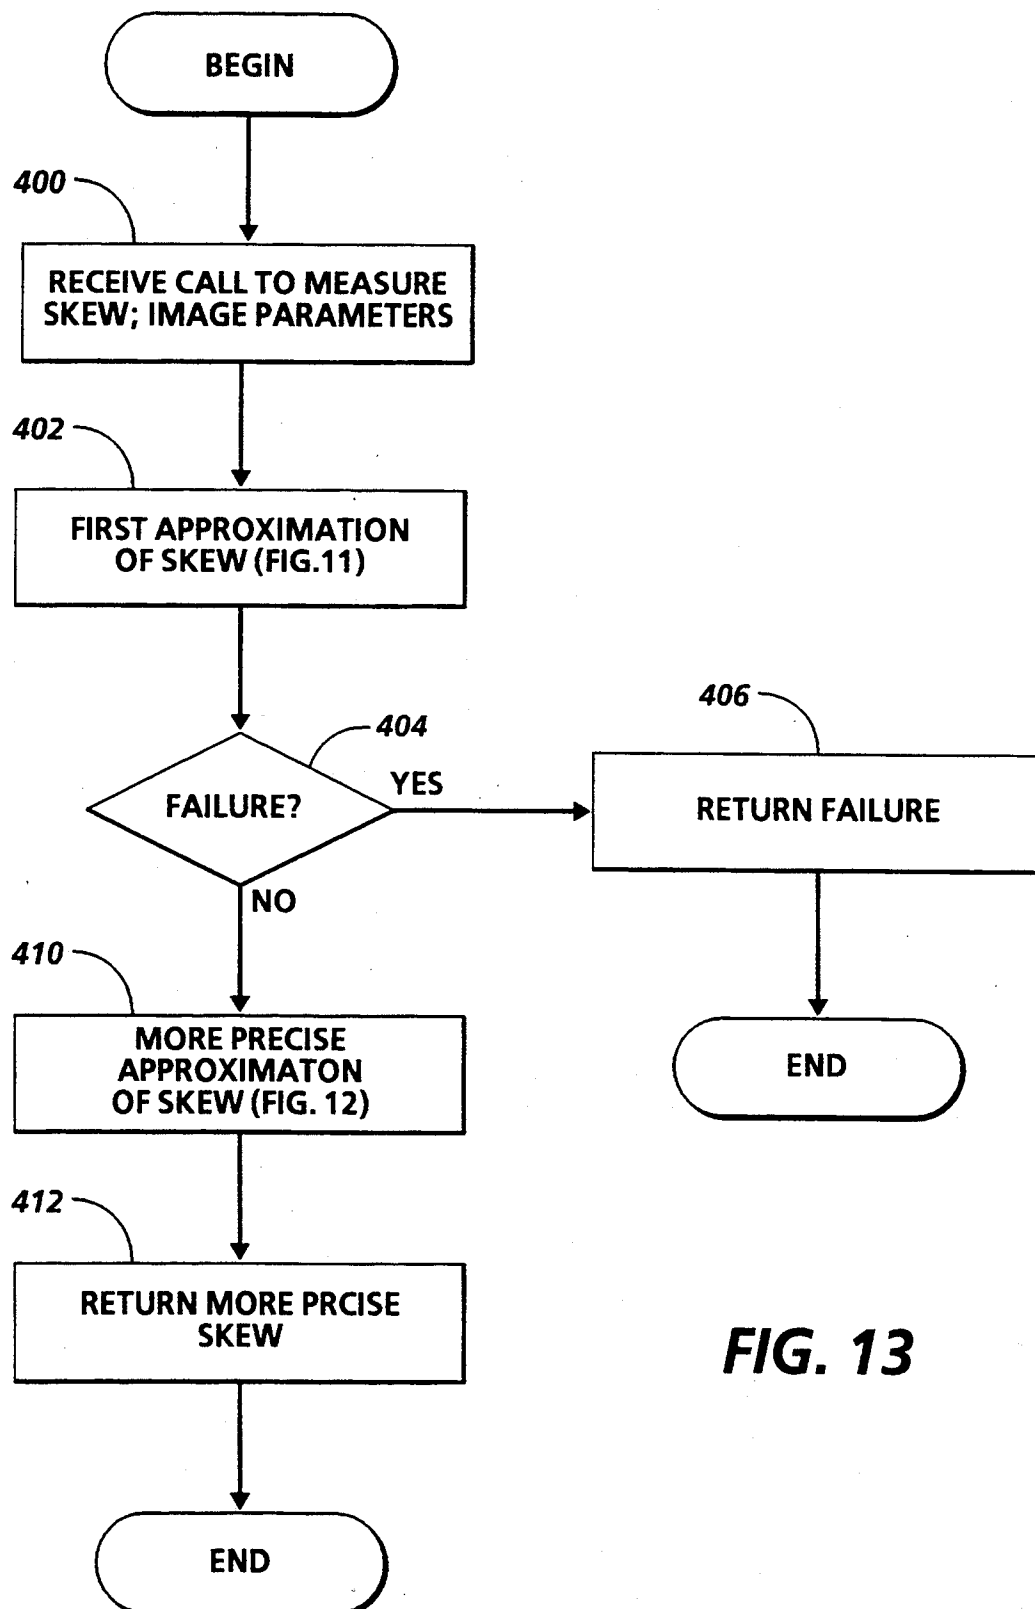 BEGIN
400
RECEIVE CALL TO MEASURE
SKEW; IMAGE PARAMETERS
402
FIRST APPROXIMATION
OF SKEW (FIG.11)
404
FAILURE?
YES
406
RETURN FAILURE
END
NO
410
MORE PRECISE
APPROXIMATON
OF SKEW (FIG. 12)
412
RETURN MORE PRCISE
SKEW
END
FIG. 13